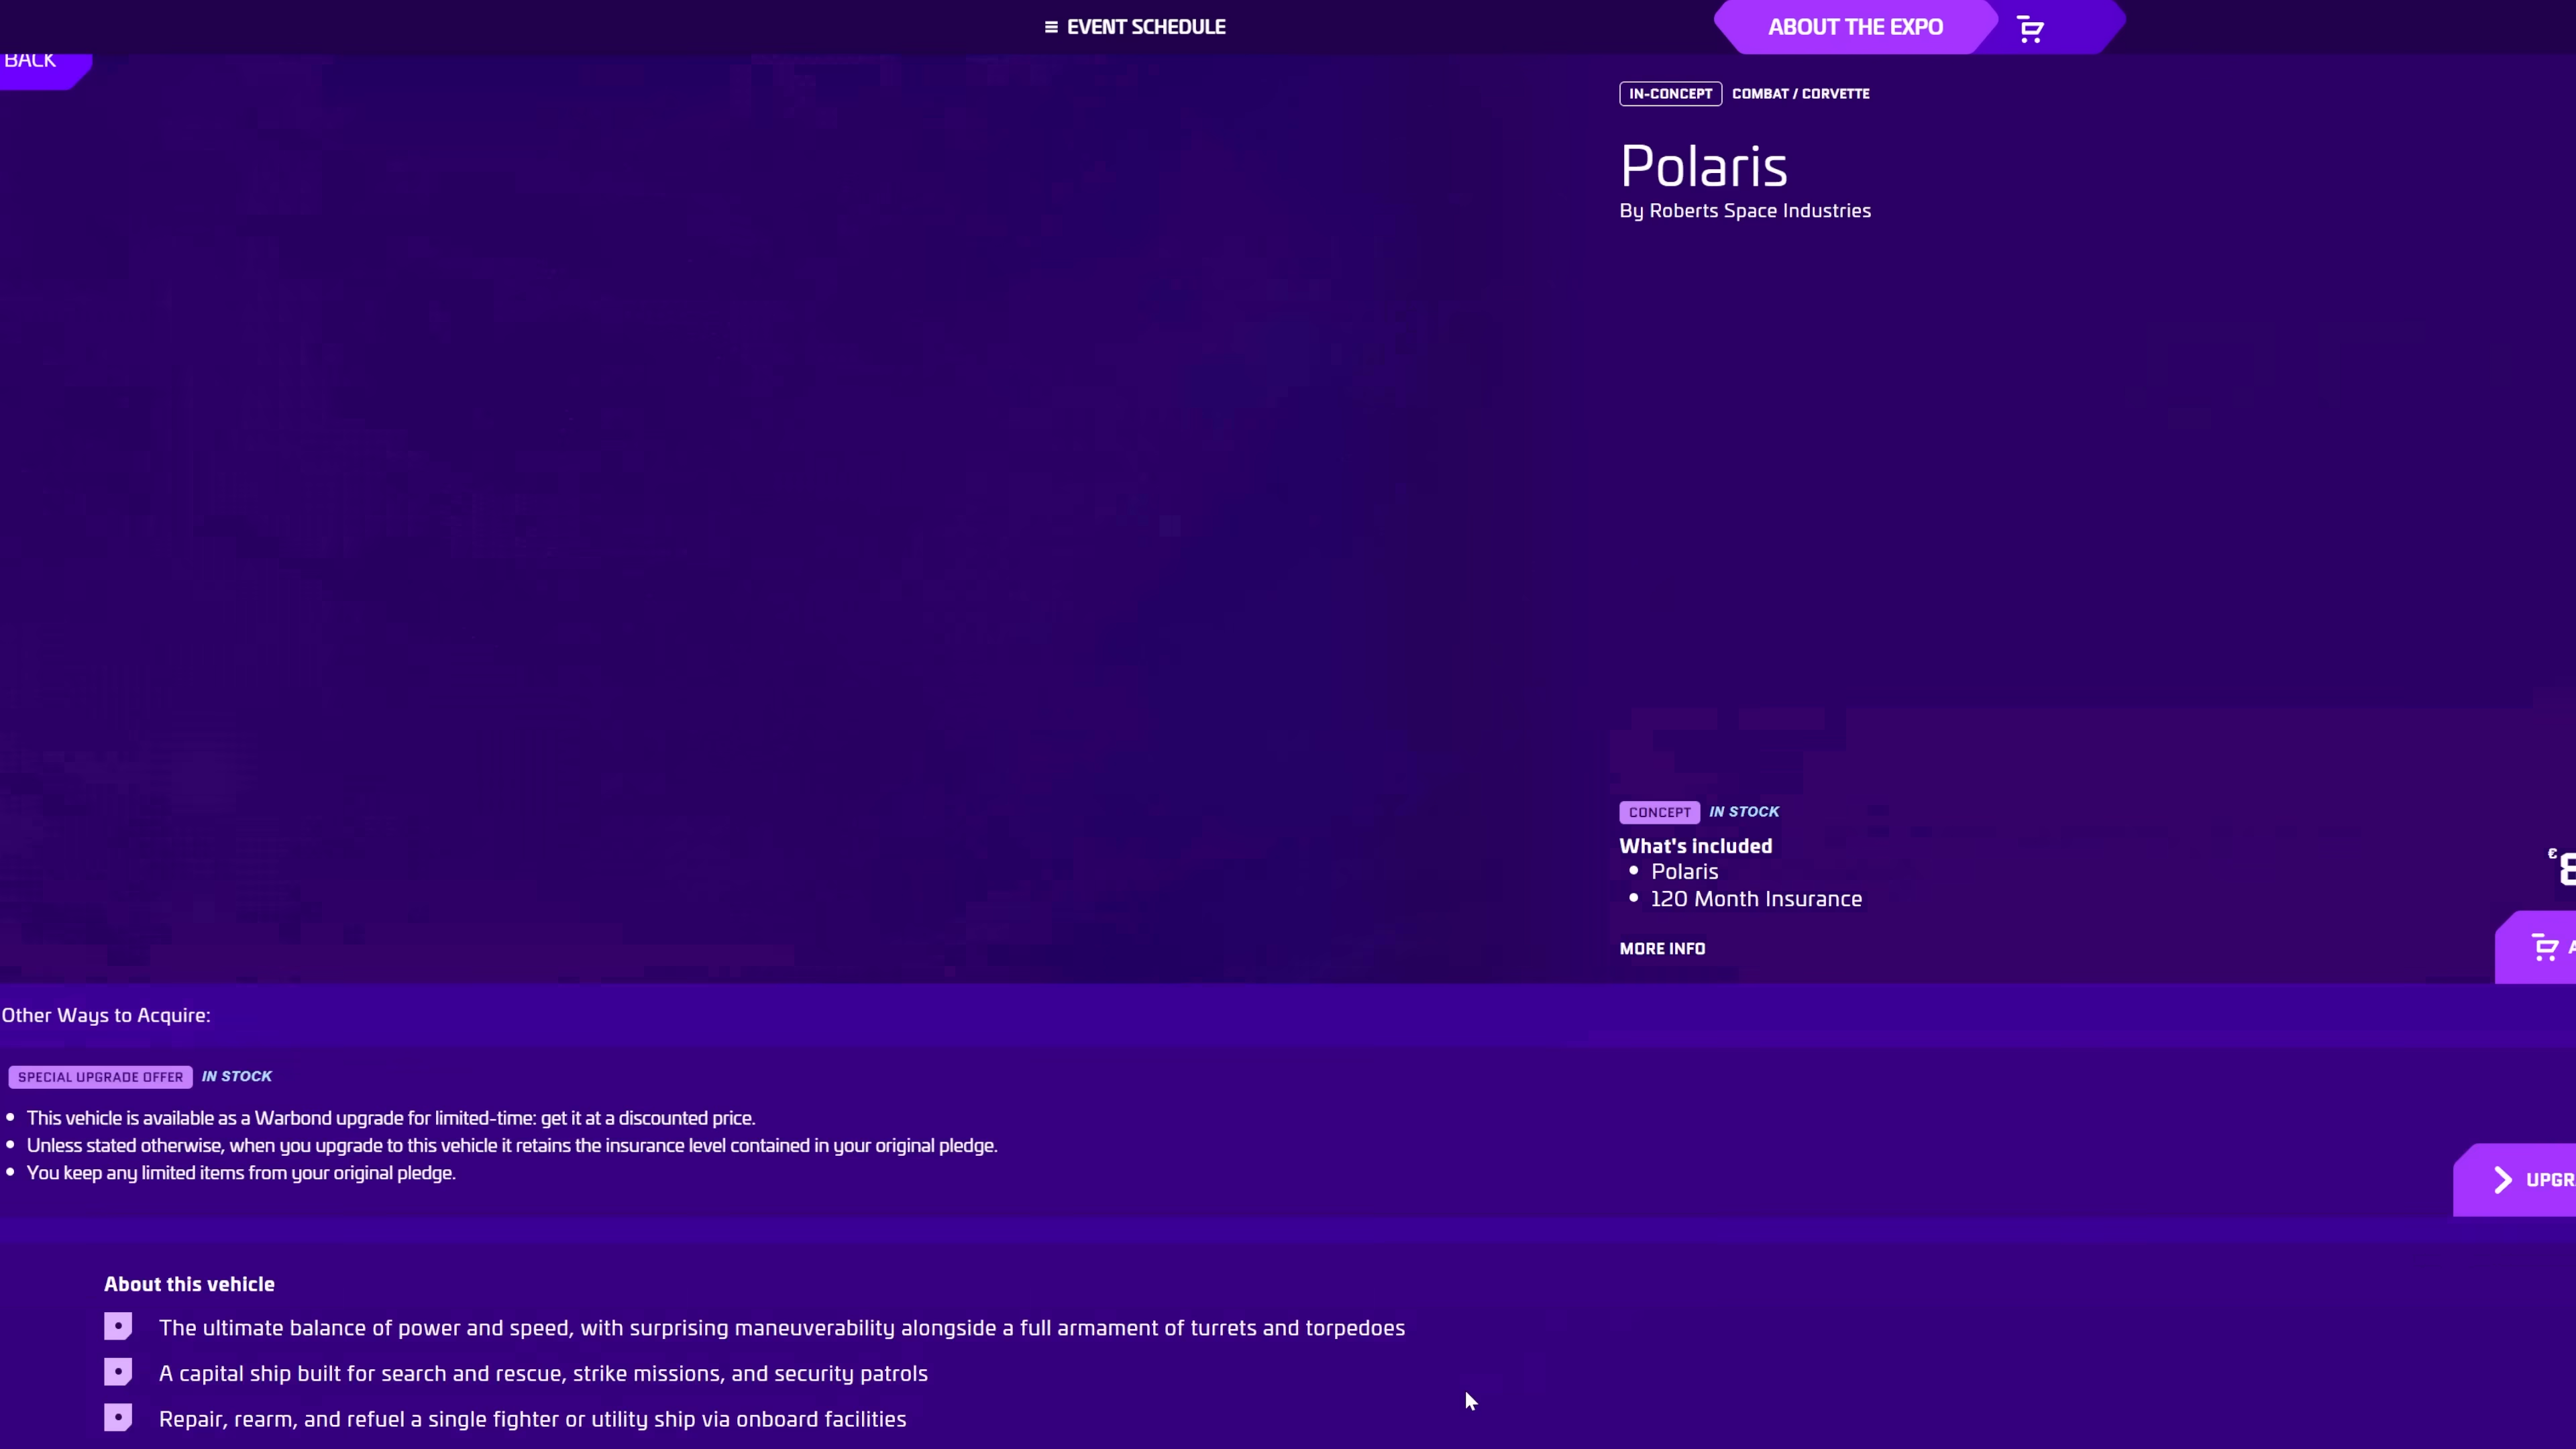 EVENT SCHEDULE
ABOUT THE EXPO
BACK
IN-CONCEPT COMBAT / CORVETTE
Polaris
By Roberts Space Industries
CONCEPT IN STOCK
What's included
• Polaris
• 120 Month Insurance
€
MORE INFO
Other Ways to Acquire:
SPECIAL UPGRADE OFFER IN STOCK
• This vehicle is available as a Warbond upgrade for limited-time: get it at a discounted price.
• Unless stated otherwise, when you upgrade to this vehicle it retains the insurance level contained in your original pledge.
• You keep any limited items from your original pledge.
UPGR
About this vehicle
The ultimate balance of power and speed, with surprising maneuverability alongside a full armament of turrets and torpedoes
A capital ship built for search and rescue, strike missions, and security patrols
Repair, rearm, and refuel a single fighter or utility ship via onboard facilities